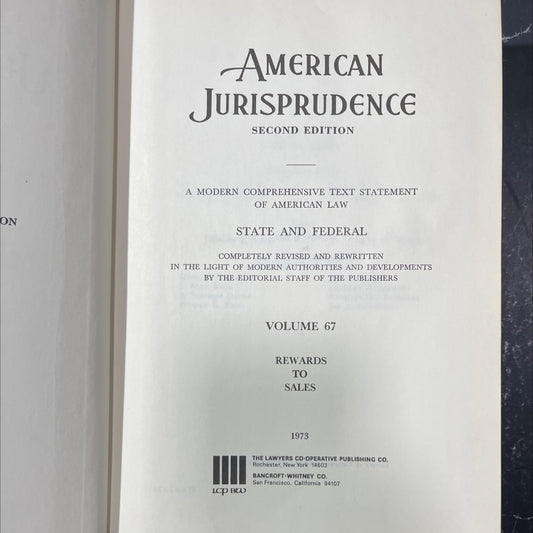 ON
AMERICAN
JURISPRUDENCE
SECOND EDITION
A MODERN COMPREHENSIVE TEXT STATEMENT
OF AMERICAN LAW
STATE AND FEDERAL
COMPLETELY REVISED AND REWRITTEN
IN THE LIGHT OF MODERN AUTHORITIES AND DEVELOPMENTS
BY THE EDITORIAL STAFF OF THE PUBLISHERS
VOLUME 67
REWARDS
TO
SALES
1973
THE LAWYERS CO-OPERATIVE PUBLISHING CO.
Rochester, New York 14603
BANCROFT-WHITNEY CO.
San Francisco, California 94107
LCP BW